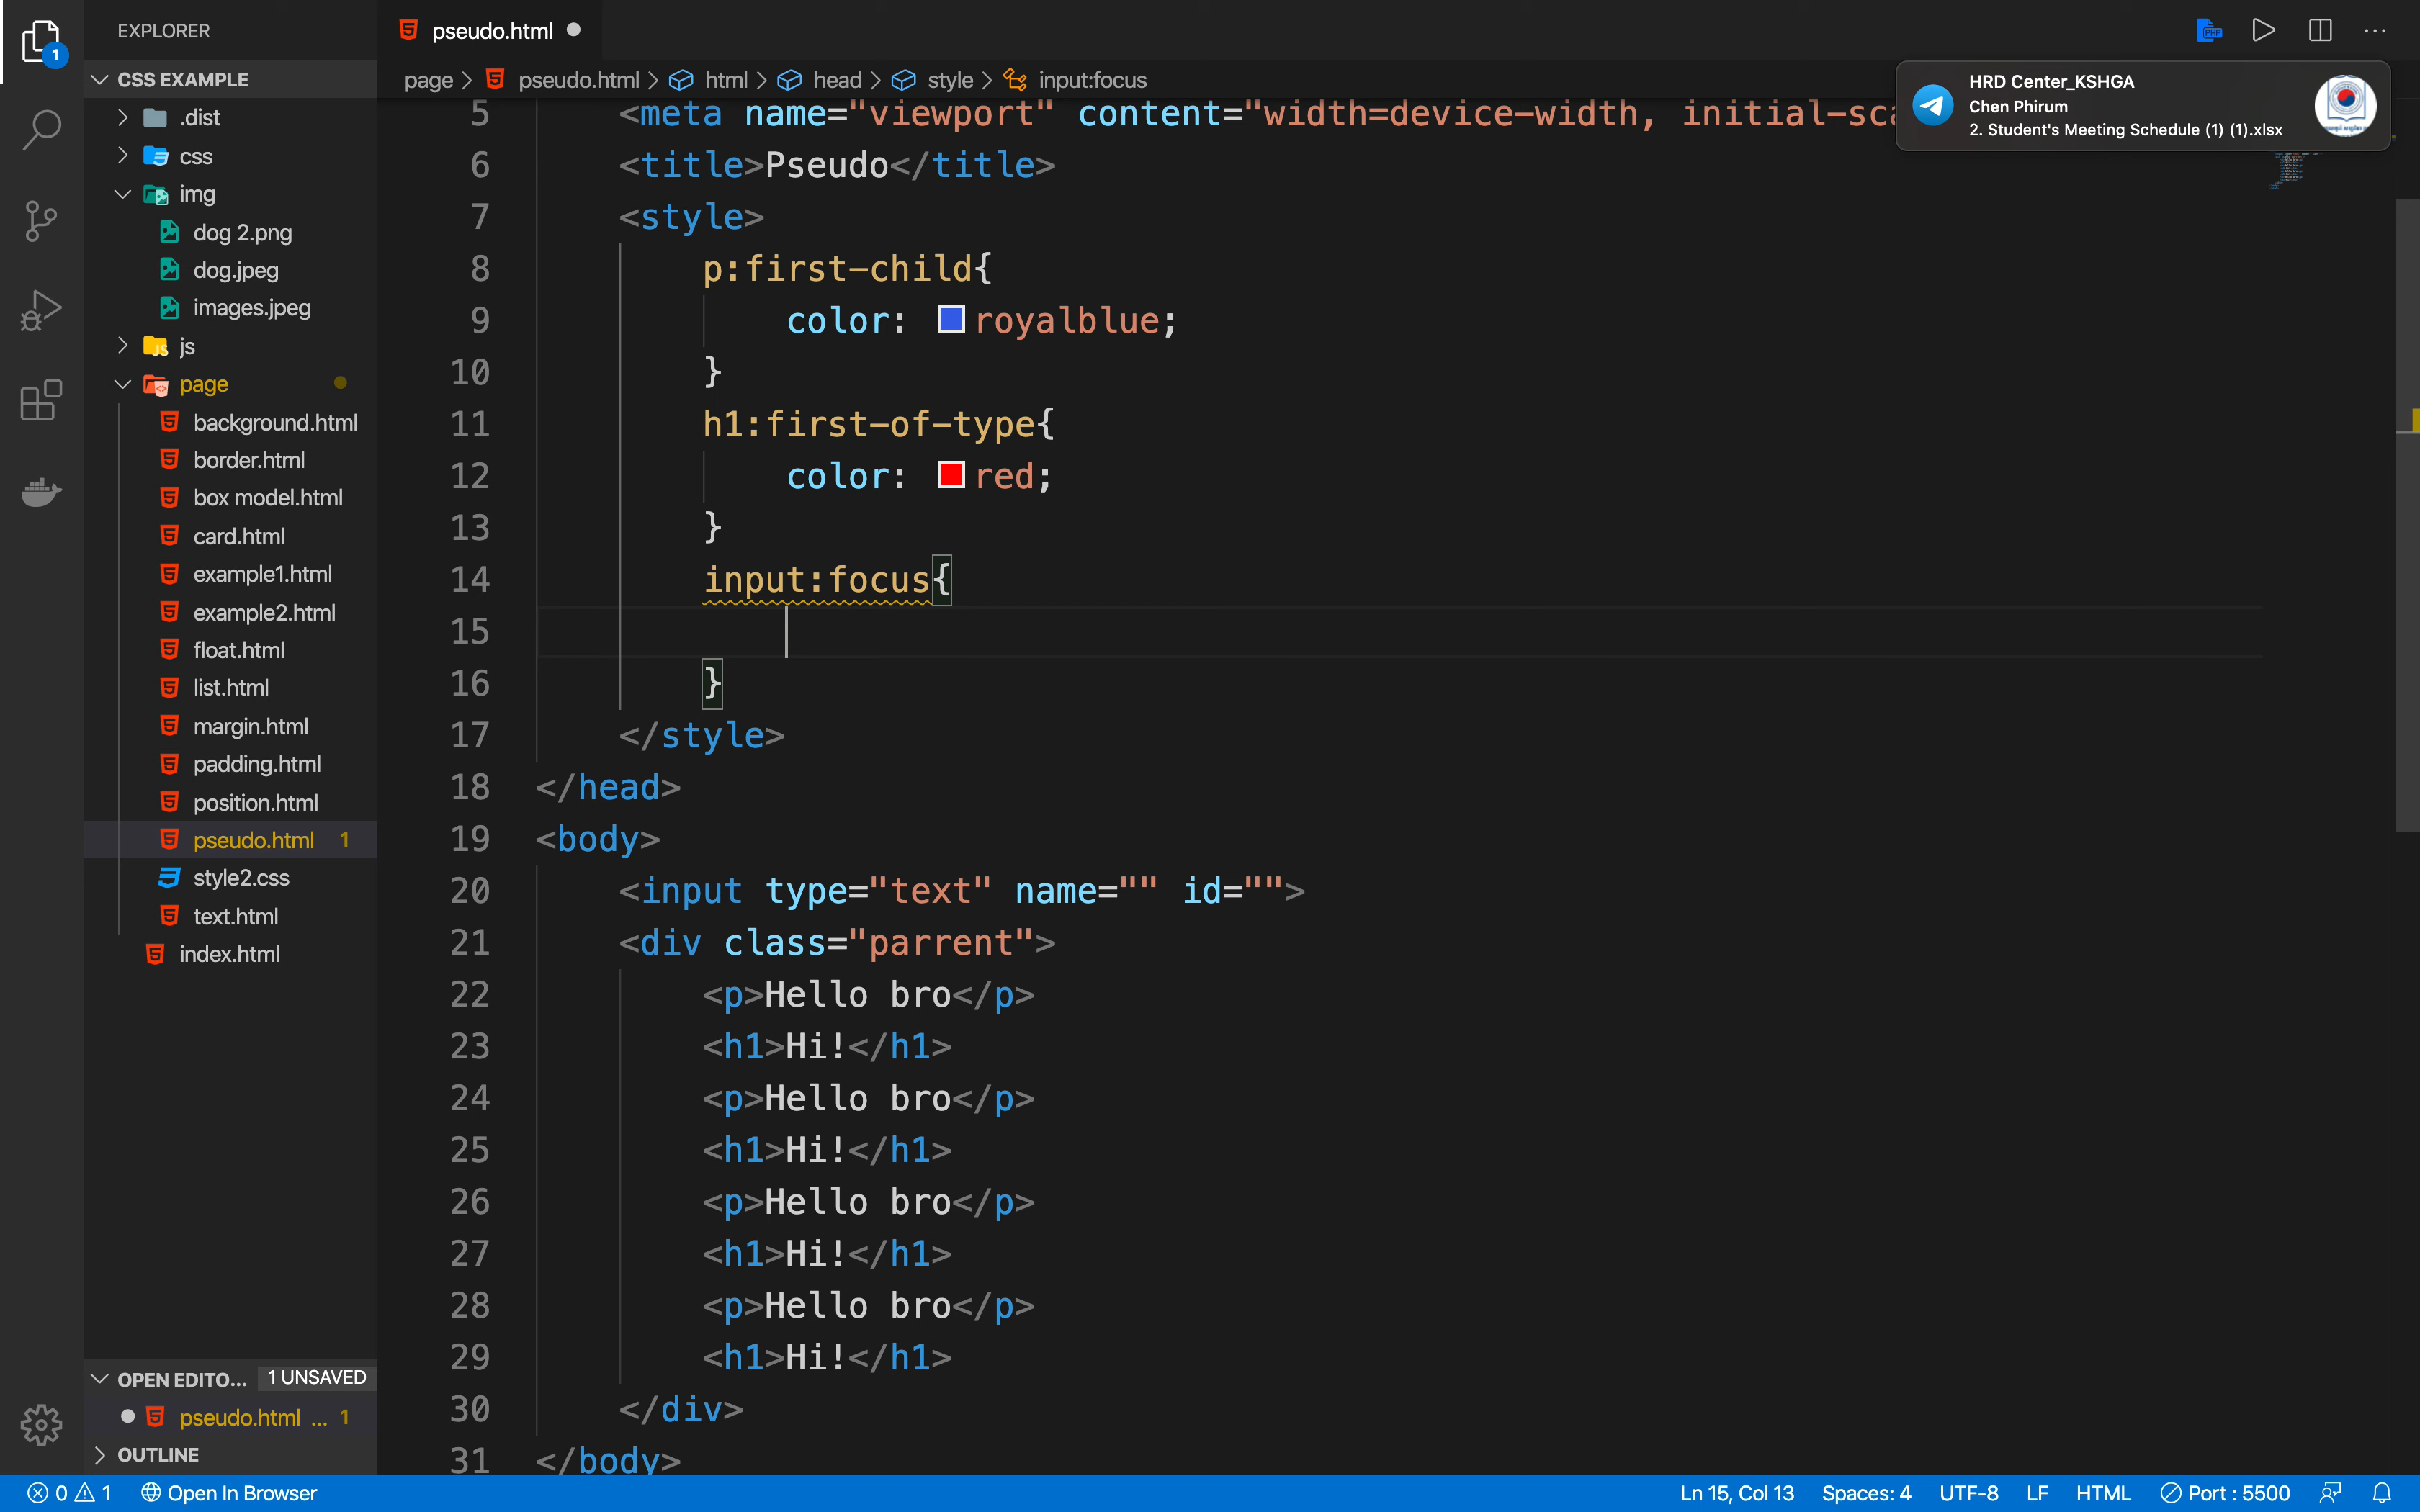 EXPLORER
pseudo.html
CSS EXAMPLE
page > pseudo.html > html > head > style > input:focus
HRD Center_KSHGA
Chen Phirum
2. Student's Meeting Schedule (1) (1).xlsx
.dist
css
img
dog 2.png
dog.jpeg
images.jpeg
js
page
background.html
border.html
box model.html
card.html
example1.html
example2.html
float.html
list.html
margin.html
padding.html
position.html
pseudo.html 1
style2.css
text.html
index.html
OPEN EDITO... 1 UNSAVED
pseudo.html ... 1
OUTLINE
5 <meta name="viewport" content="width=device-width, initial-sca
6 <title>Pseudo</title>
7 <style>
8 p:first-child{
9 color: royalblue;
10 }
11 h1:first-of-type{
12 color: red;
13 }
14 input:focus{
15
16 }
17 </style>
18 </head>
19 <body>
20 <input type="text" name="" id="">
21 <div class="parrent">
22 <p>Hello bro</p>
23 <h1>Hi!</h1>
24 <p>Hello bro</p>
25 <h1>Hi!</h1>
26 <p>Hello bro</p>
27 <h1>Hi!</h1>
28 <p>Hello bro</p>
29 <h1>Hi!</h1>
30 </div>
31 </body>
0 1 Open In Browser
Ln 15, Col 13 Spaces: 4 UTF-8 LF HTML Port : 5500